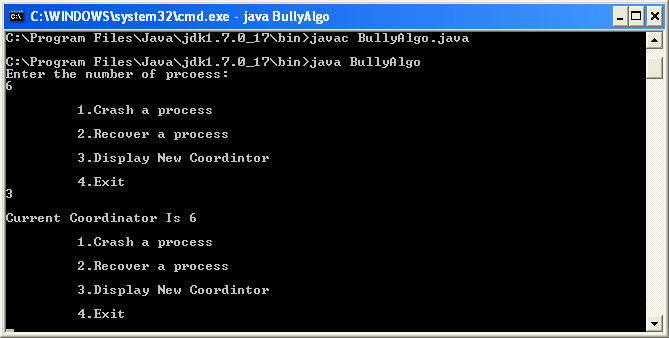 C:\WINDOWS\system32\cmd.exe - java BullyAlgo
C:\Program Files\Java\jdk1.7.0_17\bin>javac BullyAlgo.java
C:\Program Files\Java\jdk1.7.0_17\bin>java BullyAlgo
Enter the number of prcoess:
6
1.Crash a process
2.Recover a process
3.Display New Coordintor
4.Exit
3
Current Coordinator Is 6
1.Crash a process
2.Recover a process
3.Display New Coordintor
4.Exit